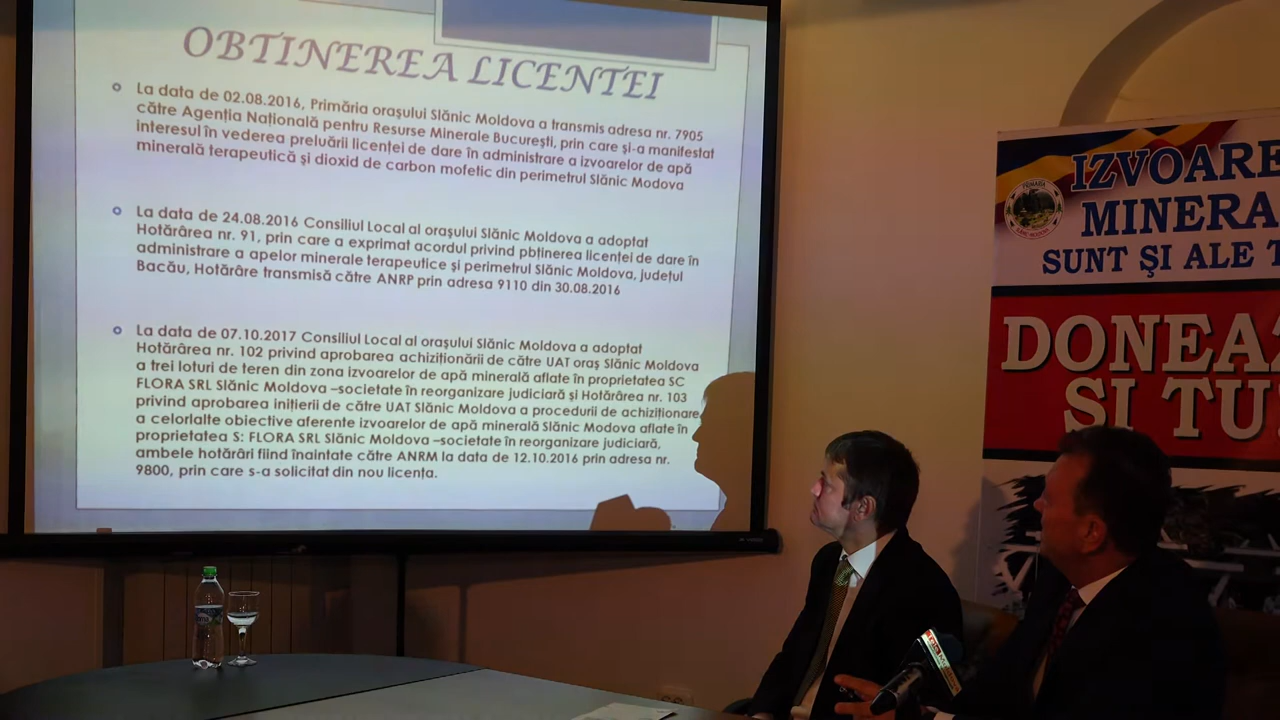 OBTINEREA LICENTEI
La data de 02.08.2016, Primăria orașului Slănic Moldova a transmis adresa nr. 7905
către Agenția Națională pentru Resurse Minerale București, prin care și-a manifestat
interesul în vederea preluării licenței de dare în administrare a izvoarelor de apă
minerală terapeutică și dioxid de carbon mofetic din perimetrul Slănic Modova
La data de 24.08.2016 Consiliul Local al orașului Slănic Moldova a adoptat
Hotărârea nr. 91, prin care a exprimat acordul privind pbținerea licenței de dare în
administrare a apelor minerale terapeutice și perimetrul Slănic Moldova, județul
Bacău, Hotărâre transmisă către ANRP prin adresa 9110 din 30.08.2016
La data de 07.10.2017 Consiliul Local al orașului Slănic Moldova a adoptat
Hotărârea nr. 102 privind aprobarea achiziționării de către UAT oraș Slănic Moldova
a trei loturi de teren din zona izvoarelor de apă minerală aflate în proprietatea SC
FLORA SRL Slănic Moldova –societate în reorganizare judiciară și Hotărârea nr. 103
privind aprobarea inițierii de către UAT Slănic Moldova a procedurii de achiziționare
a celorlalte obiective aferente izvoarelor de apă minerală Slănic Modova aflate în
proprietatea S: FLORA SRL Slănic Moldova –societate în reorganizare judiciară,
ambele hotărâri fiind înaintate către ANRM la data de 12.10.2016 prin adresa nr.
9800, prin care s-a solicitat din nou licența.
IZVOARE
MINERA
SUNT ȘI ALE T
DONEAZ
SI TU!